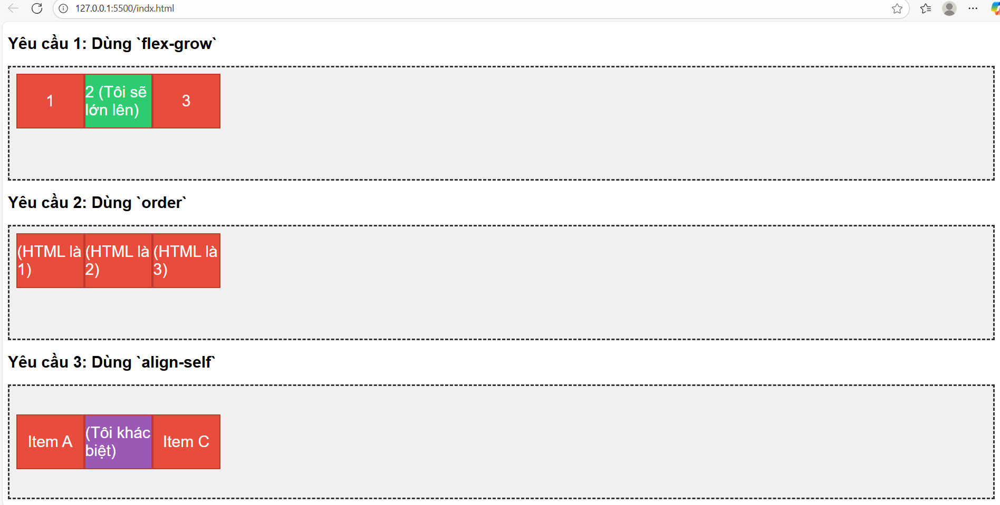 127.0.0.1:5500/indx.html
Yêu cầu 1: Dùng `flex-grow`
1
2 (Tôi sẽ
lớn lên)
3
Yêu cầu 2: Dùng `order`
(HTML là
1)
(HTML là
2)
(HTML là
3)
Yêu cầu 3: Dùng `align-self`
Item A
(Tôi khác
biệt)
Item C